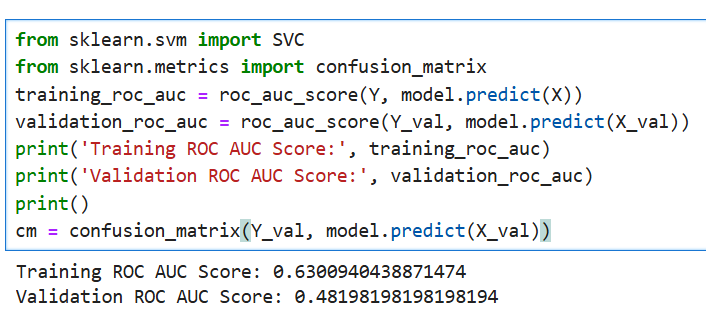 from sklearn.svm import SVC
from sklearn.metrics import confusion_matrix
training_roc_auc = roc_auc_score(Y, model.predict(X))
validation_roc_auc = roc_auc_score(Y_val, model.predict(X_val))
print('Training ROC AUC Score:', training_roc_auc)
print('Validation ROC AUC Score:', validation_roc_auc)
print()
cm = confusion_matrix(Y_val, model.predict(X_val))
Training ROC AUC Score: 0.6300940438871474
Validation ROC AUC Score: 0.48198198198198194